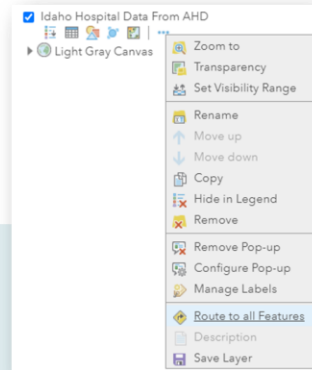 Idaho Hospital Data From AHD
Light Gray Canvas
Zoom to
Transparency
Set Visibility Range
Rename
Move up
Move down
Copy
Hide in Legend
Remove
Remove Pop-up
Configure Pop-up
Manage Labels
Route to all Features
Description
Save Layer